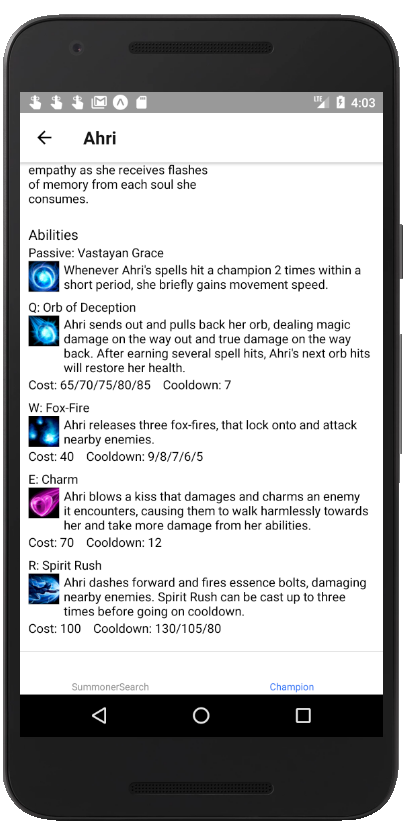 LTE 4:03
Ahri
empathy as she receives flashes
of memory from each soul she
consumes.
Abilities
Passive: Vastayan Grace
Whenever Ahri's spells hit a champion 2 times within a
short period, she briefly gains movement speed.
Q: Orb of Deception
Ahri sends out and pulls back her orb, dealing magic
damage on the way out and true damage on the way
back. After earning several spell hits, Ahri's next orb hits
will restore her health.
Cost: 65/70/75/80/85 Cooldown: 7
W: Fox-Fire
Ahri releases three fox-fires, that lock onto and attack
nearby enemies.
Cost: 40 Cooldown: 9/8/7/6/5
E: Charm
Ahri blows a kiss that damages and charms an enemy
it encounters, causing them to walk harmlessly towards
her and take more damage from her abilities.
Cost: 70 Cooldown: 12
R: Spirit Rush
Ahri dashes forward and fires essence bolts, damaging
nearby enemies. Spirit Rush can be cast up to three
times before going on cooldown.
Cost: 100 Cooldown: 130/105/80
SummonerSearch Champion